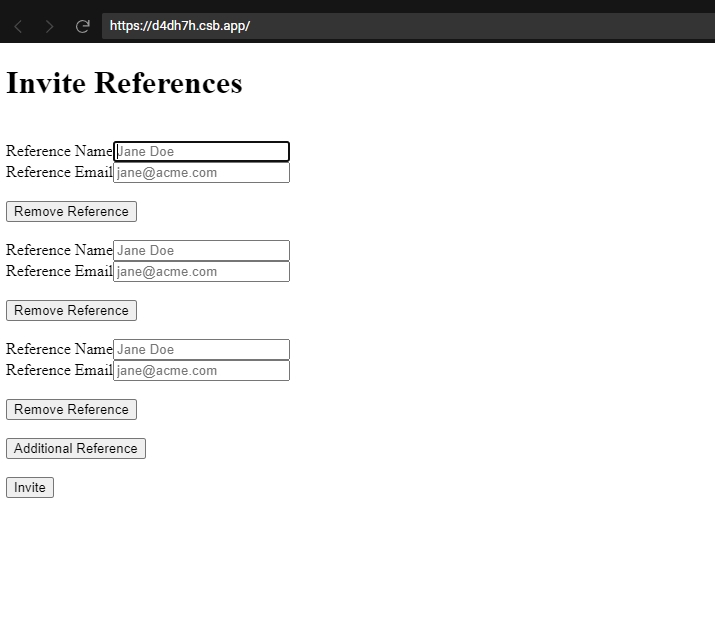 https://d4dh7h.csb.app/
Invite References
Reference Name Jane Doe
Reference Email jane@acme.com
Remove Reference
Reference Name Jane Doe
Reference Email jane@acme.com
Remove Reference
Reference Name Jane Doe
Reference Email jane@acme.com
Remove Reference
Additional Reference
Invite